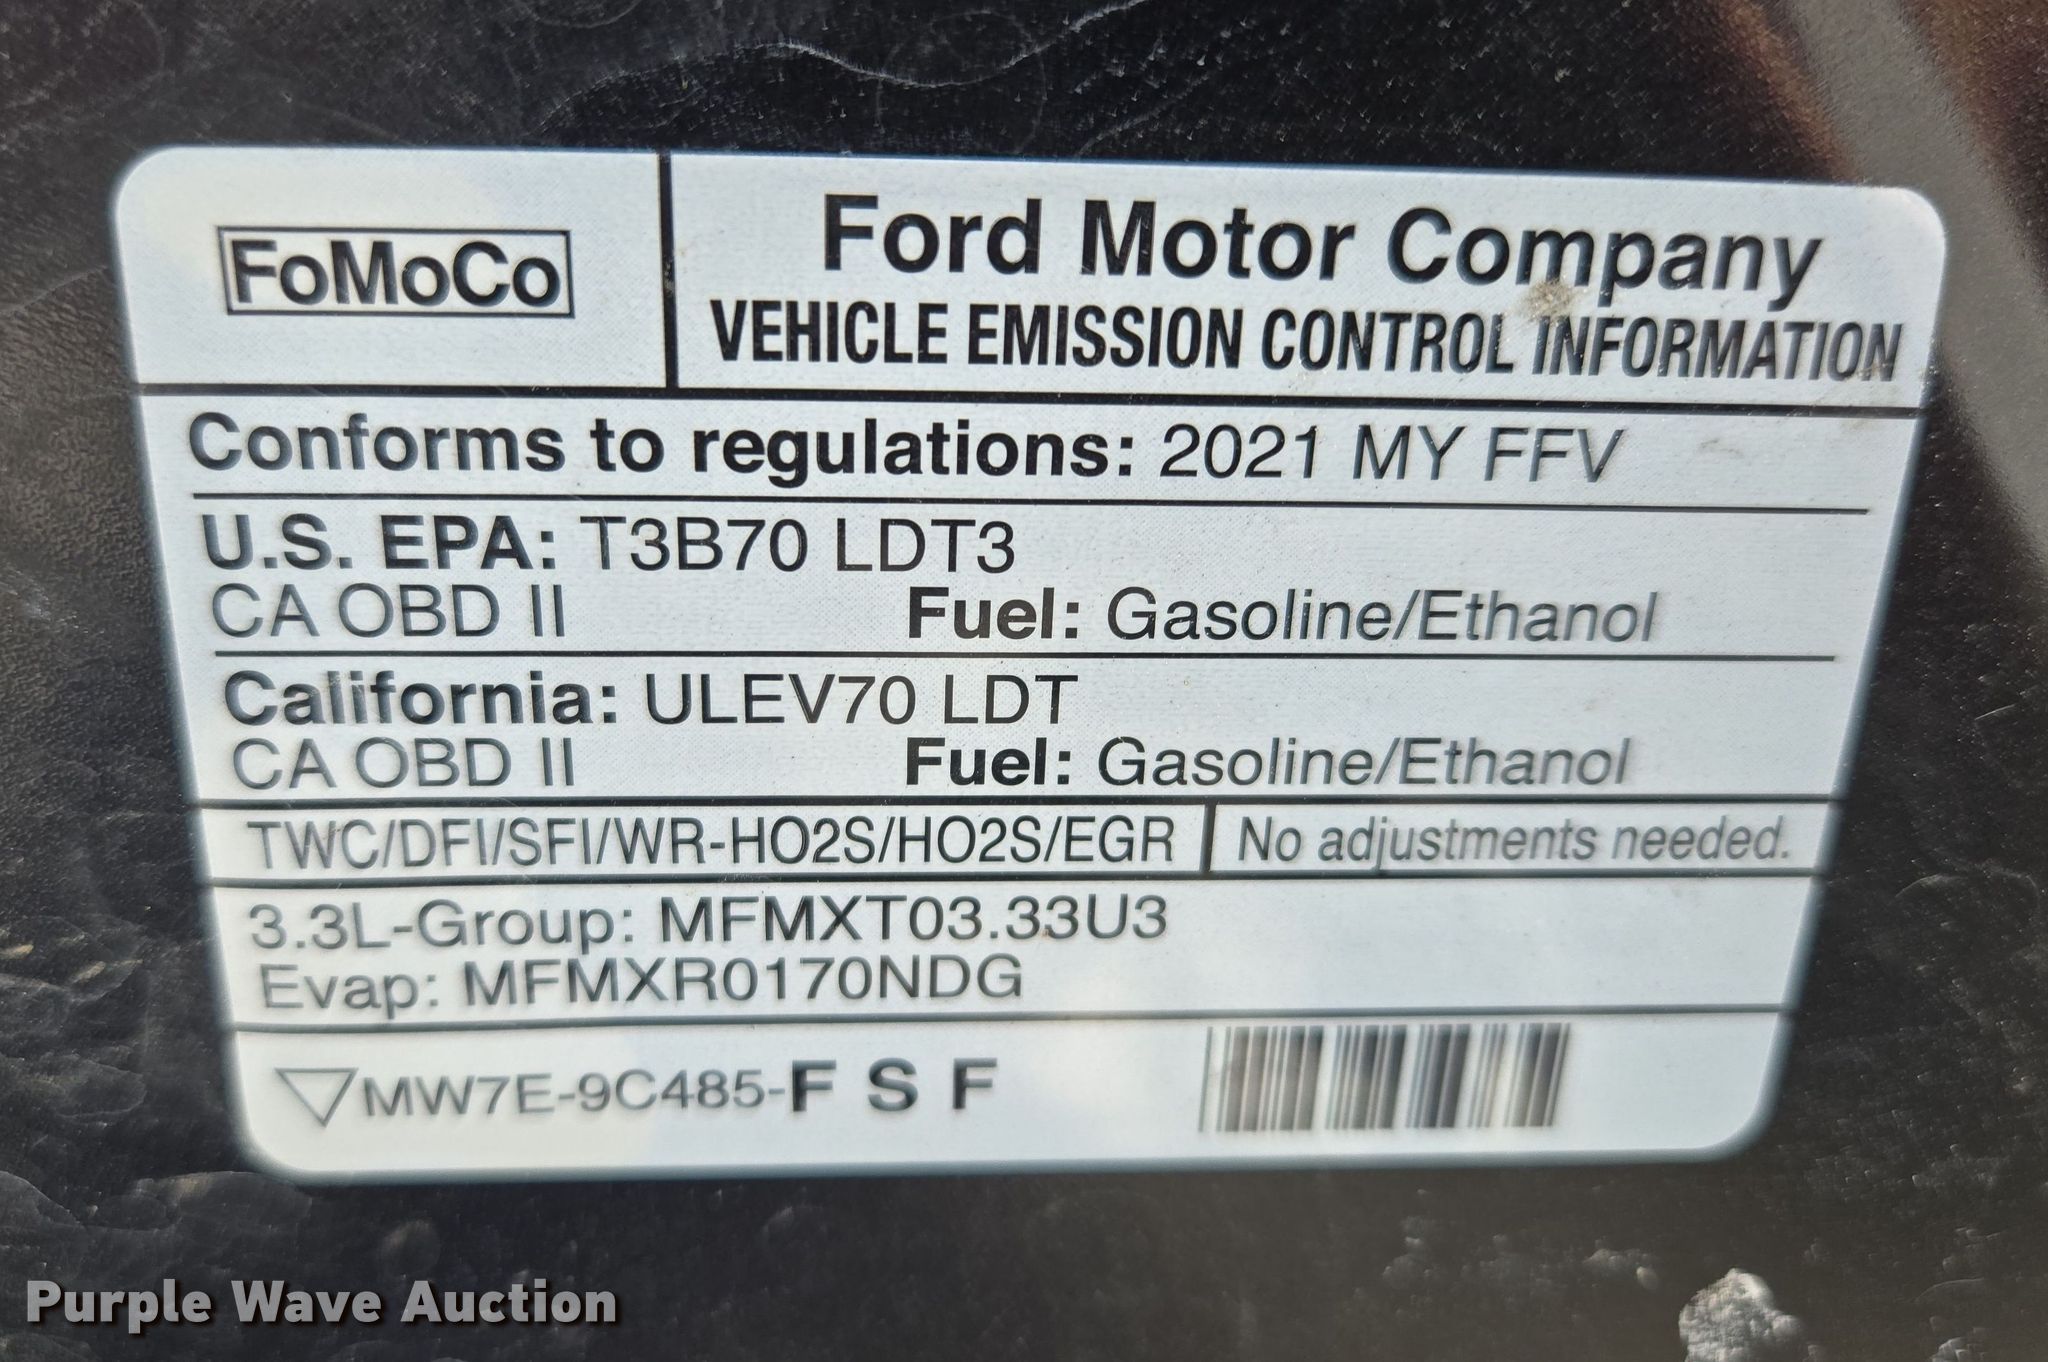 FoMoCo
Ford Motor Company
VEHICLE EMISSION CONTROL INFORMATION
Conforms to regulations: 2021 MY FFV
U.S. EPA: T3B70 LDT3
CA OBD II Fuel: Gasoline/Ethanol
California: ULEV70 LDT
CA OBD II Fuel: Gasoline/Ethanol
TWC/DFI/SFI/WR-HO2S/HO2S/EGR No adjustments needed.
3.3L-Group: MFMXT03.33U3
Evap: MFMXR0170NDG
MW7E-9C485-F S F
Purple Wave Auction